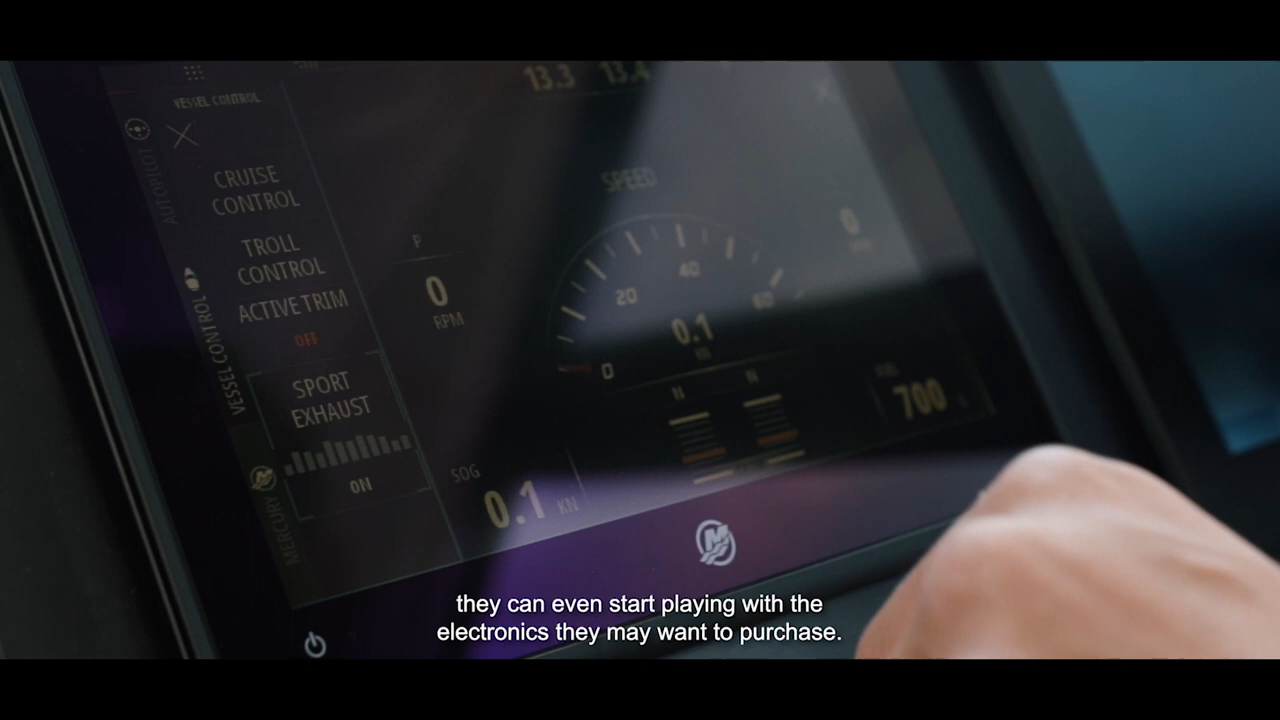 13.3 13.4
VESSEL CONTROL
AUTOPILOT
CRUISE
CONTROL
TROLL
CONTROL
ACTIVE TRIM
OFF
SPORT
EXHAUST
ON
VESSEL CONTROL
MERCURY
P
0
RPM
SPEED
0
20
40
60
0.1
0
N N
700
SOG
0.1 KN
they can even start playing with the
electronics they may want to purchase.